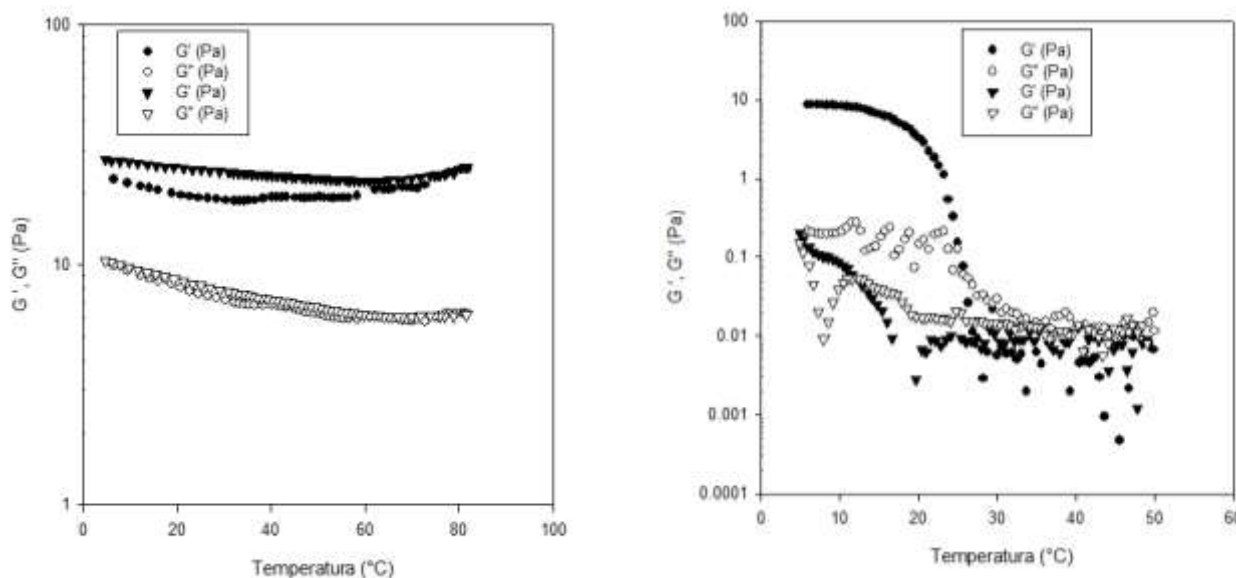 100
10
1
G' (Pa)
G" (Pa)
G' (Pa)
G" (Pa)
G', G" (Pa)
0 20 40 60 80 100
Temperatura (°C)
100
10
1
0.1
0.01
0.001
0.0001
G' (Pa)
G" (Pa)
G' (Pa)
G" (Pa)
G', G" (Pa)
0 10 20 30 40 50 60
Temperatura (°C)